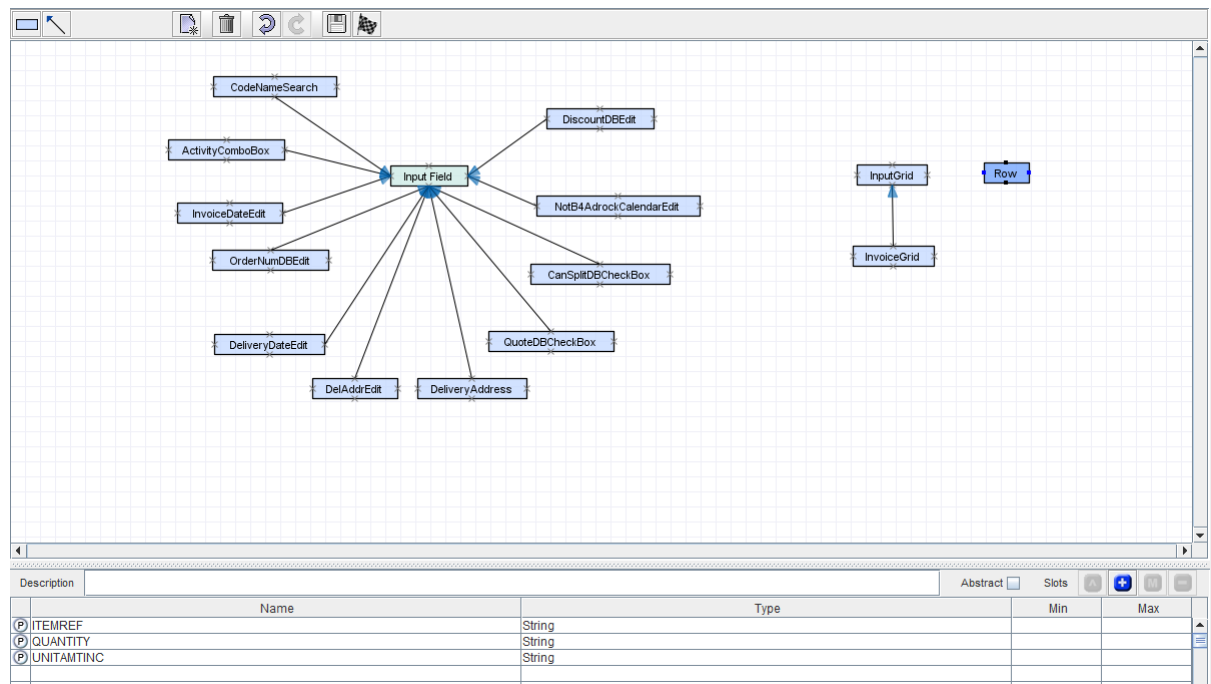 CodeNameSearch
DiscountDBEdit
ActivityComboBox
Input Field
InputGrid
Row
InvoiceDateEdit
NotB4AdrockCalendarEdit
OrderNumDBEdit
InvoiceGrid
CanSplitDBCheckBox
DeliveryDateEdit
QuoteDBCheckBox
DelAddrEdit
DeliveryAddress
Description
Abstract
Slots
A
M
Name Type Min Max
P ITEMREF String
P QUANTITY String
P UNITAMTINC String